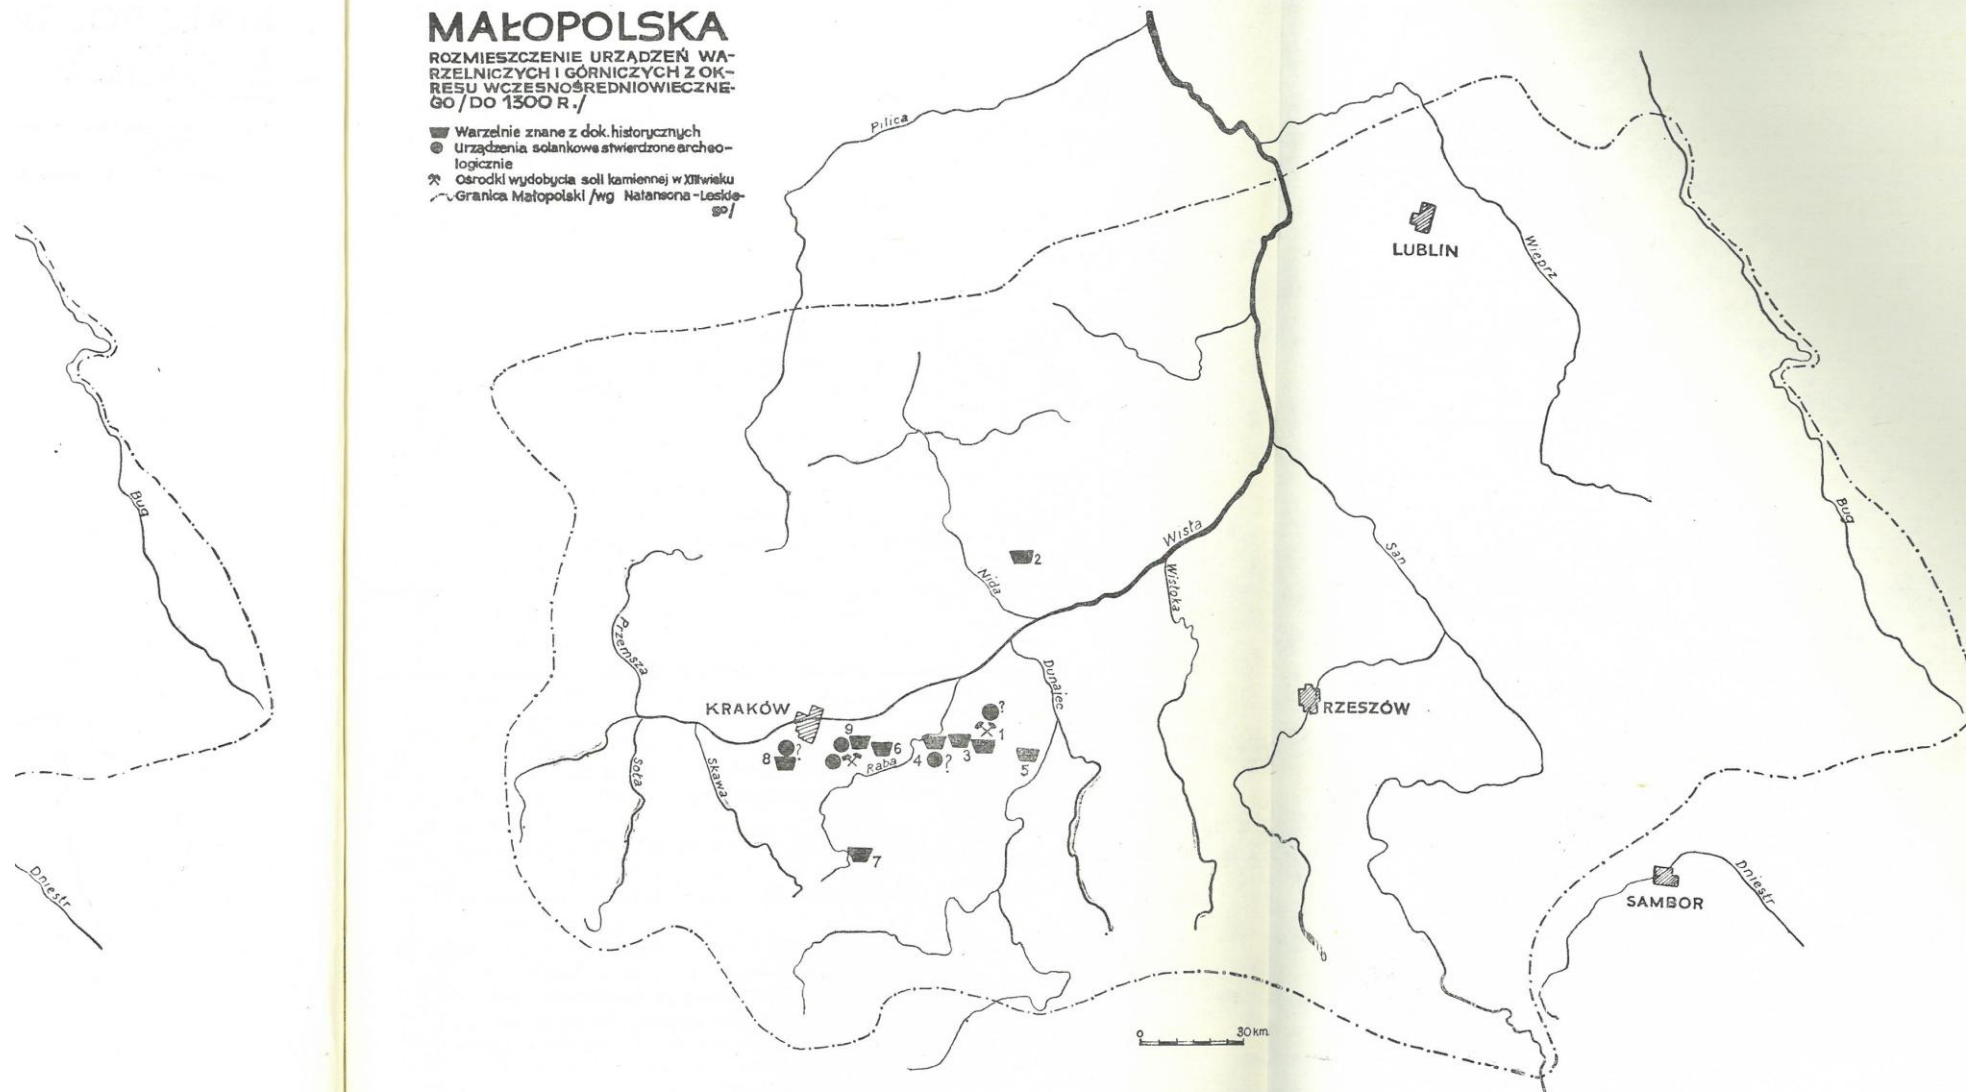 MAŁOPOLSKA
ROZMIESZCZENIE URZĄDZEŃ WA-
RZELNICZYCH I GÓRNICZYCH Z OK-
RESU WCZESNOŚREDNIOWIECZNE-
GO / DO 1300 R./
Warzelnie znane z dok. historycznych
Urządzenia solankowe stwierdzone archeo-
logicznie
Ośrodki wydobycia soli kamiennej w XIII wieku
Granica Małopolski /wg Natansona-Leskie-
go/
Pilica
LUBLIN
Wieprz
Bug
Bug
Wisła
San
2
Nida
Wisłoka
Przemsza
Dunajec
KRAKÓW
RZESZÓW
?
1
9
8
?
6
3
4
?
5
Raba
Soła
Skawa
7
Dniestr
Dniestr
SAMBOR
0 30 km.